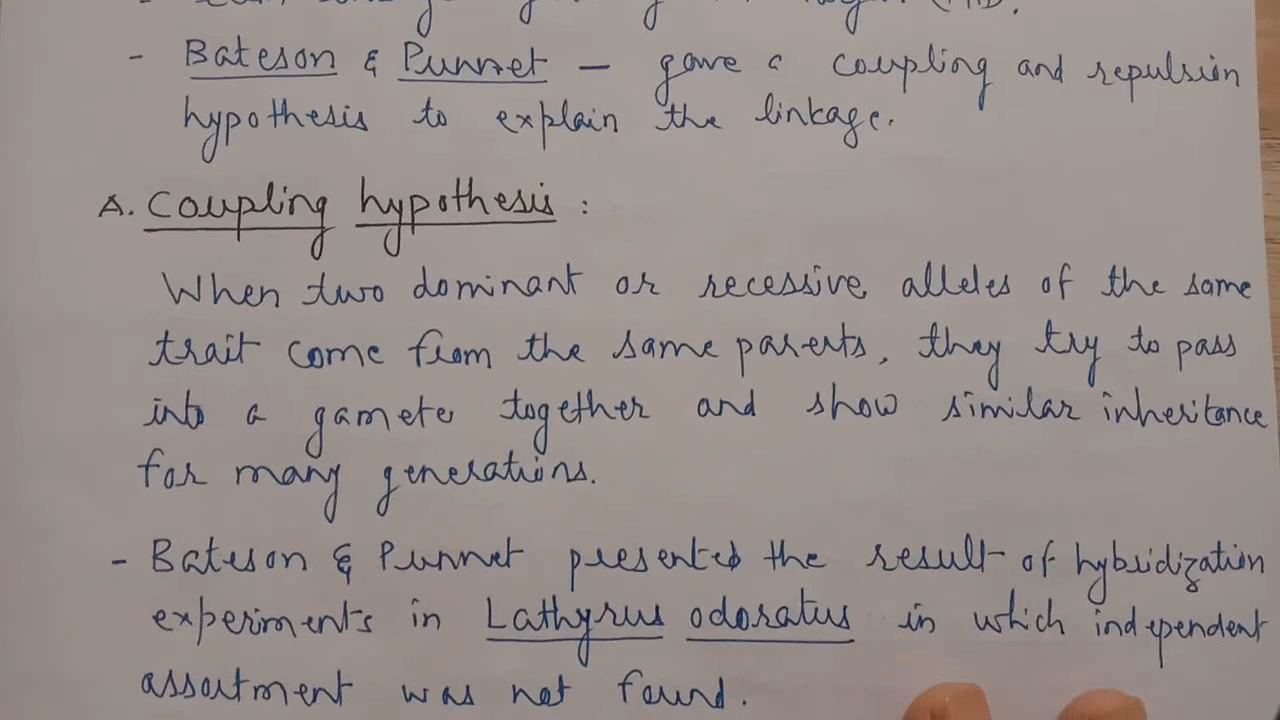 - Bateson & Punnet — gave a coupling and repulsion
hypothesis to explain the linkage.
A. Coupling hypothesis :
When two dominant or recessive alleles of the same
trait come from the same parents, they try to pass
into a gamete together and show similar inheritance
for many generations.
- Bateson & Punnet presented the result of hybridization
experiments in Lathyrus odoratus in which independent
assortment was not found.